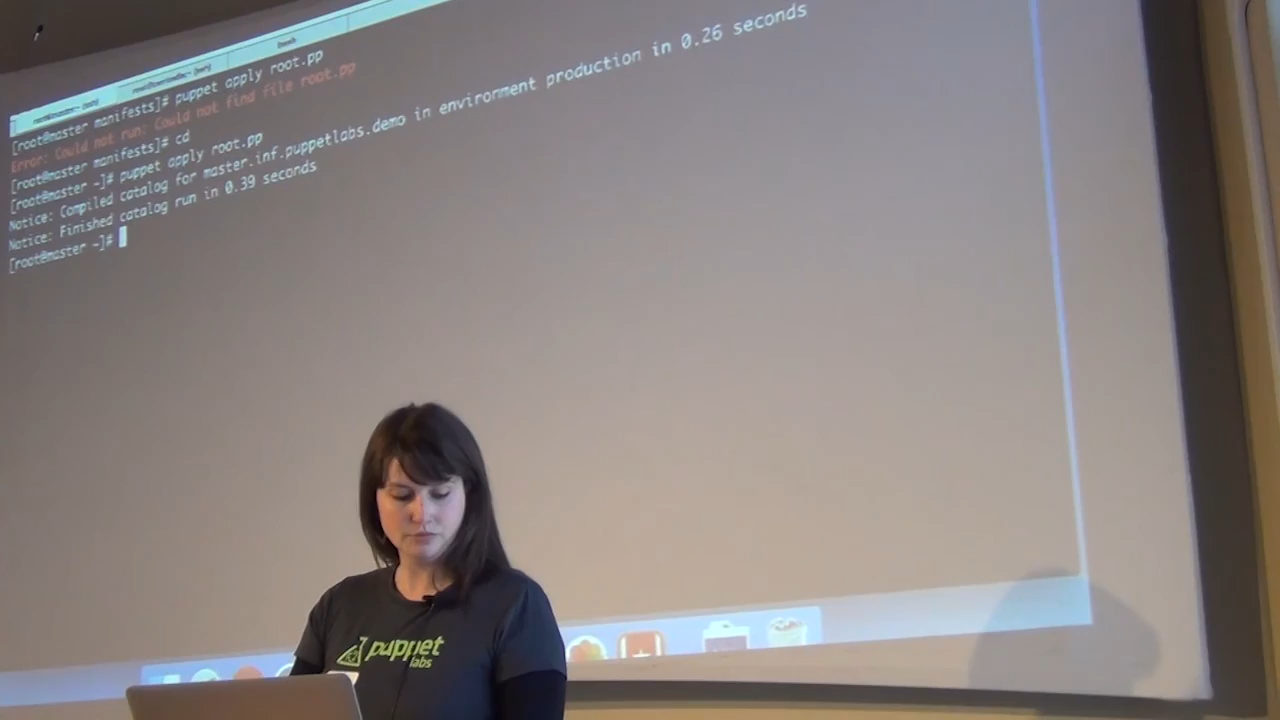 bash
[root@master manifests]# puppet apply root.pp
Error: Could not run: Could not find file root.pp
[root@master manifests]# cd
[root@master ~]# puppet apply root.pp
Notice: Compiled catalog for master.inf.puppetlabs.demo in environment production in 0.26 seconds
Notice: Finished catalog run in 0.39 seconds
[root@master ~]#
puppet
labs